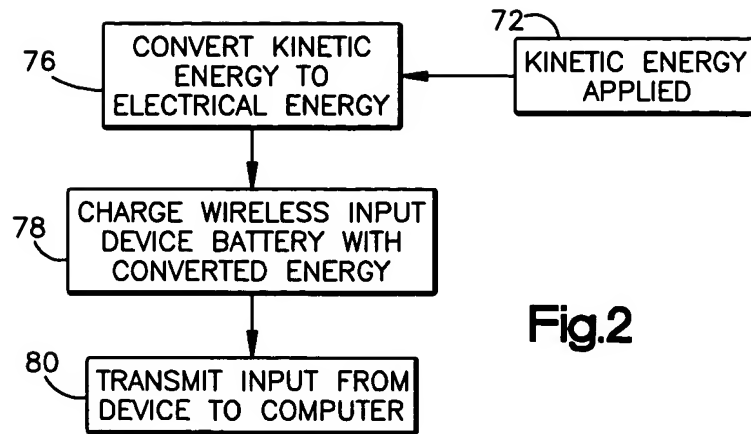 72
KINETIC ENERGY
APPLIED
76
CONVERT KINETIC
ENERGY TO
ELECTRICAL ENERGY
78
CHARGE WIRELESS INPUT
DEVICE BATTERY WITH
CONVERTED ENERGY
80
TRANSMIT INPUT FROM
DEVICE TO COMPUTER
Fig.2